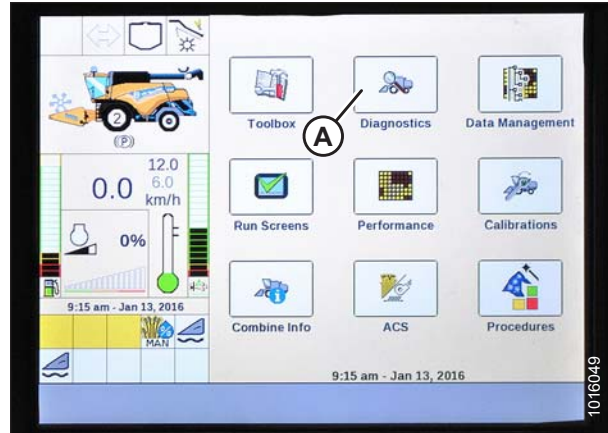 Toolbox
Diagnostics
Data Management
A
2
(P)
12.0
6.0
0.0
km/h
0%
Run Screens
Performance
Calibrations
9:15 am - Jan 13, 2016
MAN
Combine Info
ACS
Procedures
9:15 am - Jan 13, 2016
1016049